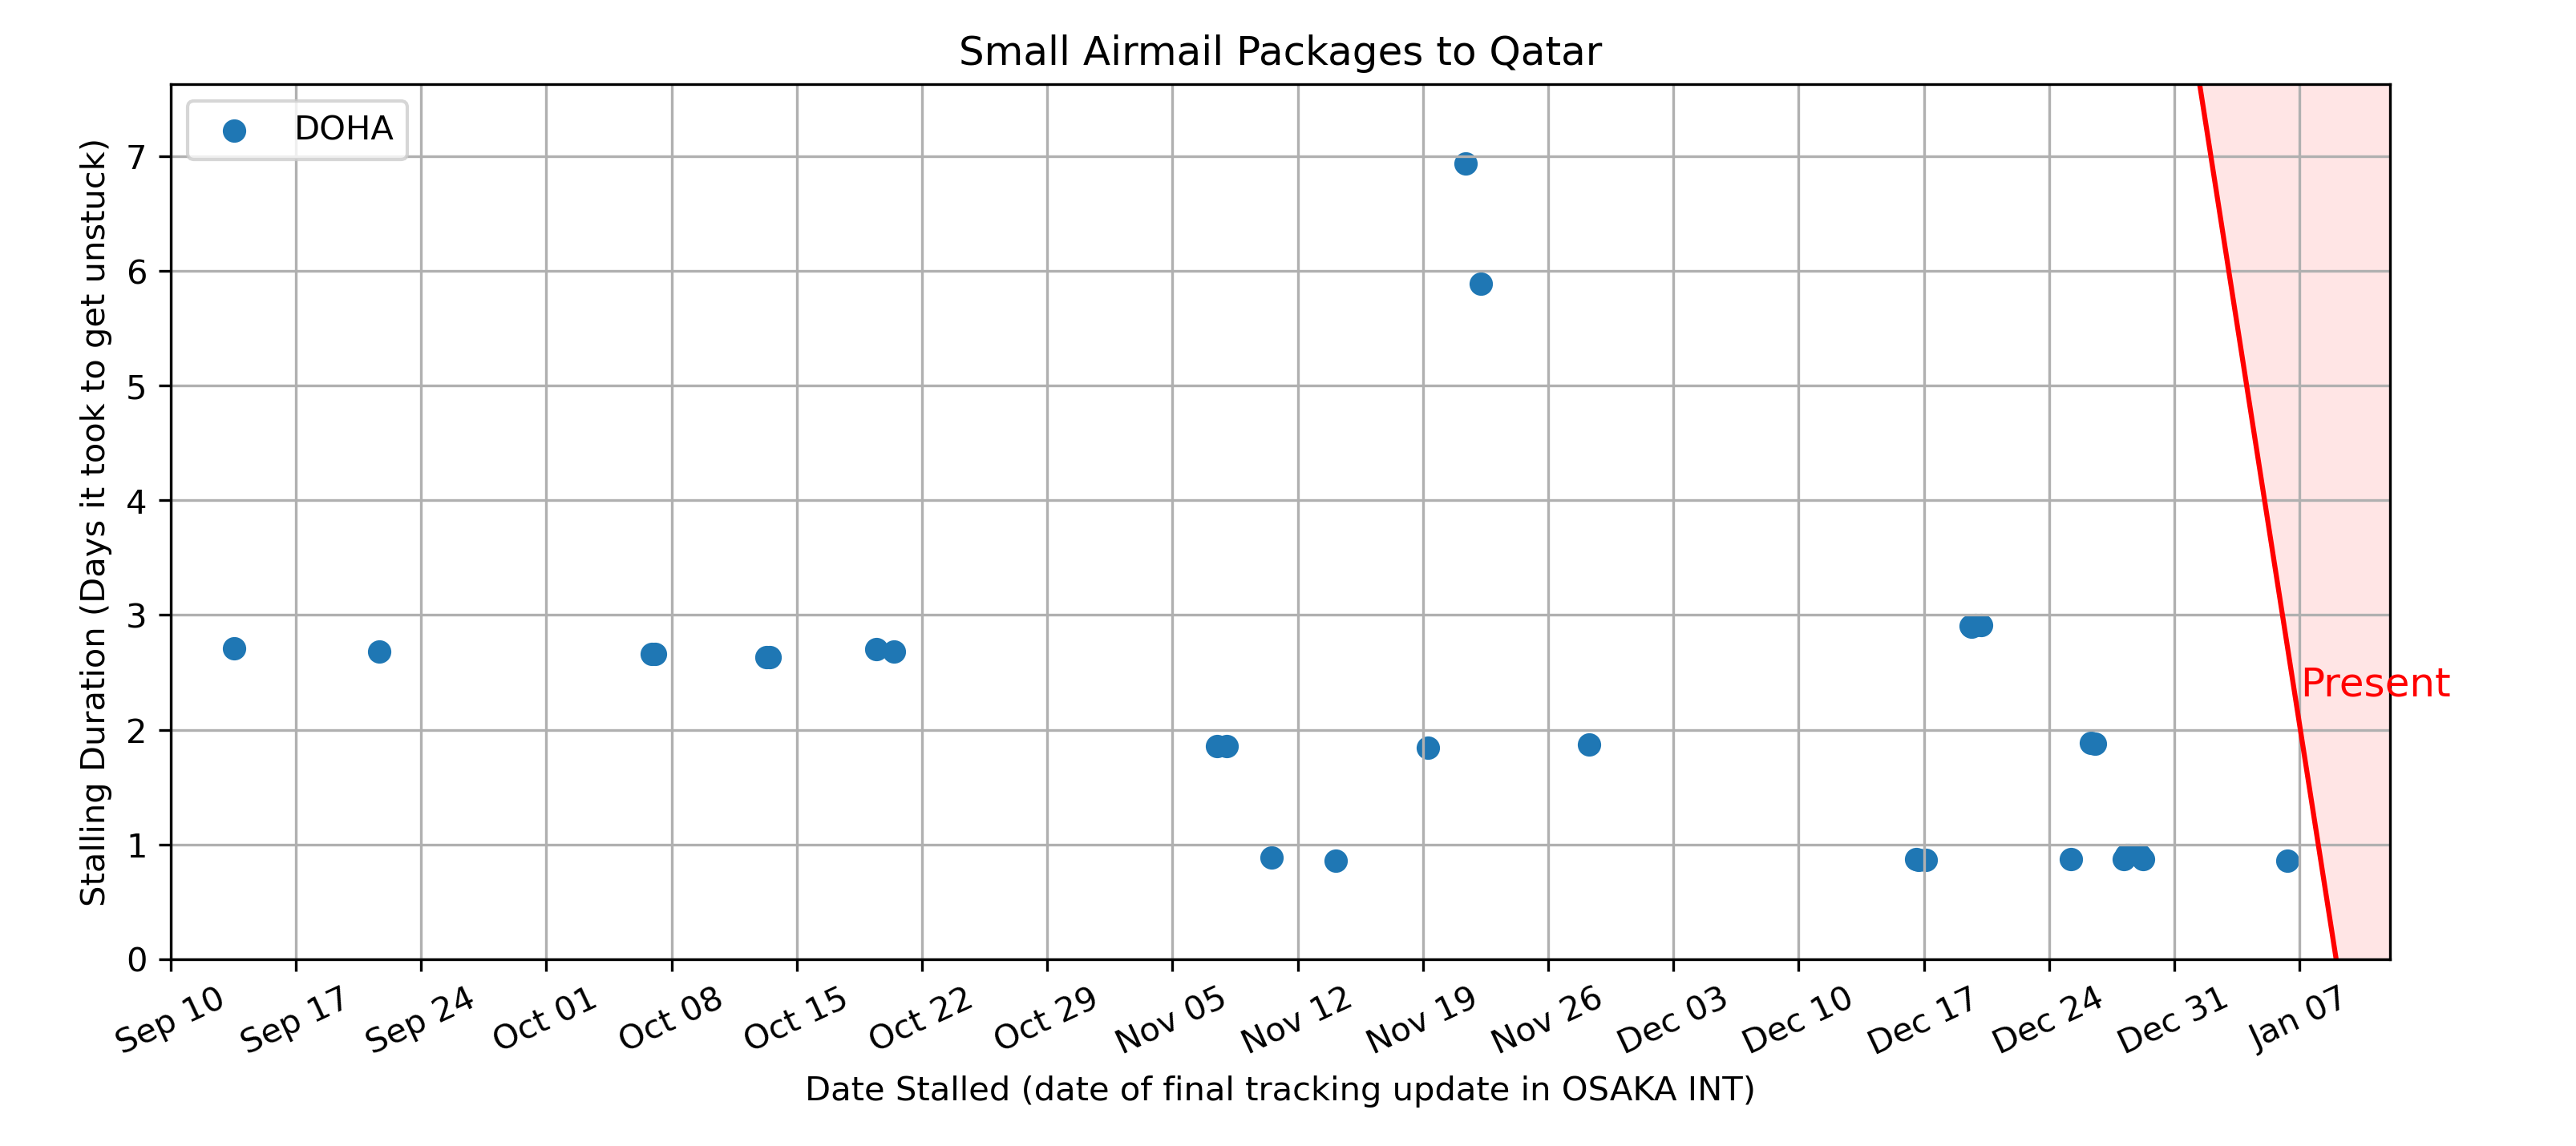 Small Airmail Packages to Qatar
DOHA
Stalling Duration (Days it took to get unstuck)
7
6
5
4
3
2
1
0
Present
Sep 10
Sep 17
Sep 24
Oct 01
Oct 08
Oct 15
Oct 22
Oct 29
Nov 05
Nov 12
Nov 19
Nov 26
Dec 03
Dec 10
Dec 17
Dec 24
Dec 31
Jan 07
Date Stalled (date of final tracking update in OSAKA INT)